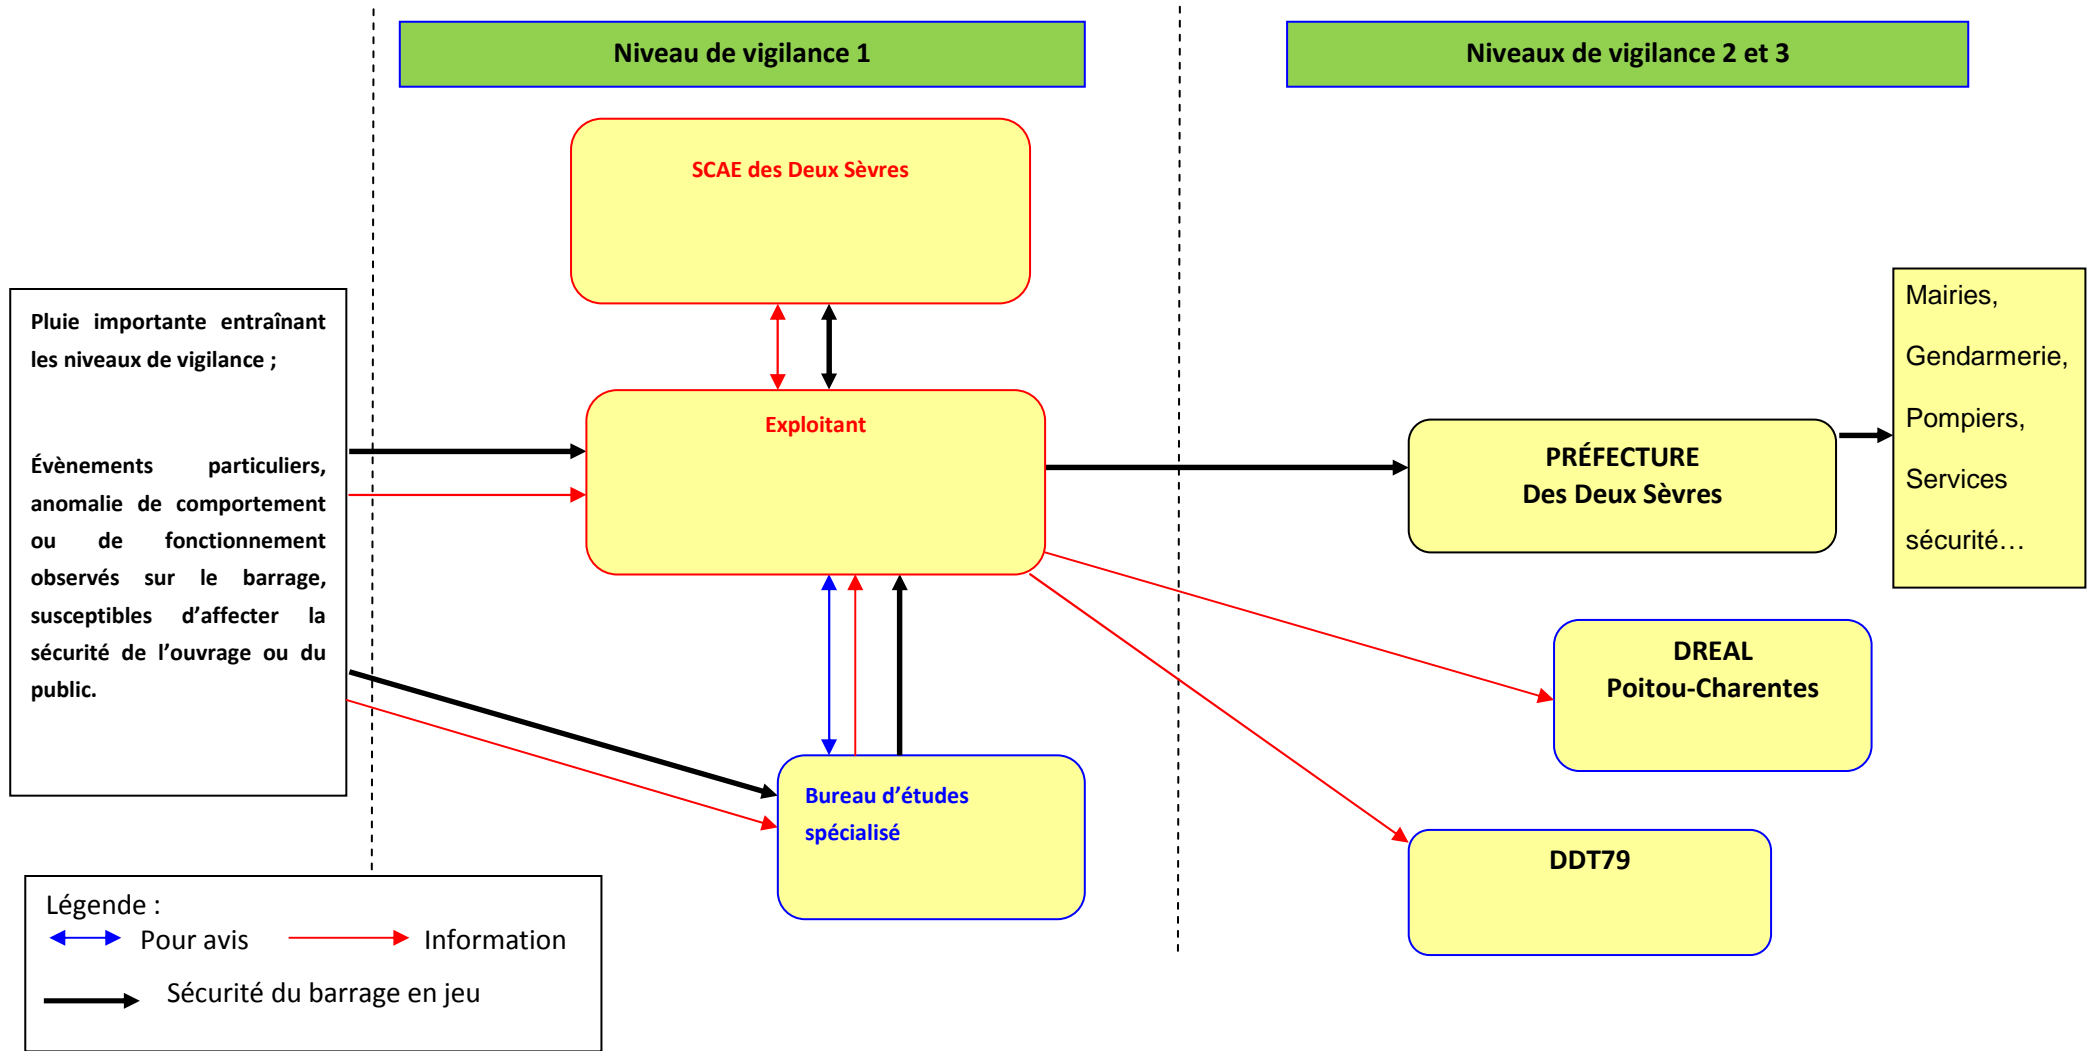 Niveau de vigilance 1
Niveaux de vigilance 2 et 3
SCAE des Deux Sèvres
Pluie importante entraînant
les niveaux de vigilance ;
Évènements particuliers,
anomalie de comportement
ou de fonctionnement
observés sur le barrage,
susceptibles d’affecter la
sécurité de l’ouvrage ou du
public.
Exploitant
Bureau d’études
spécialisé
PRÉFECTURE
Des Deux Sèvres
Mairies,
Gendarmerie,
Pompiers,
Services
sécurité…
DREAL
Poitou-Charentes
DDT79
Légende :
Pour avis
Information
Sécurité du barrage en jeu